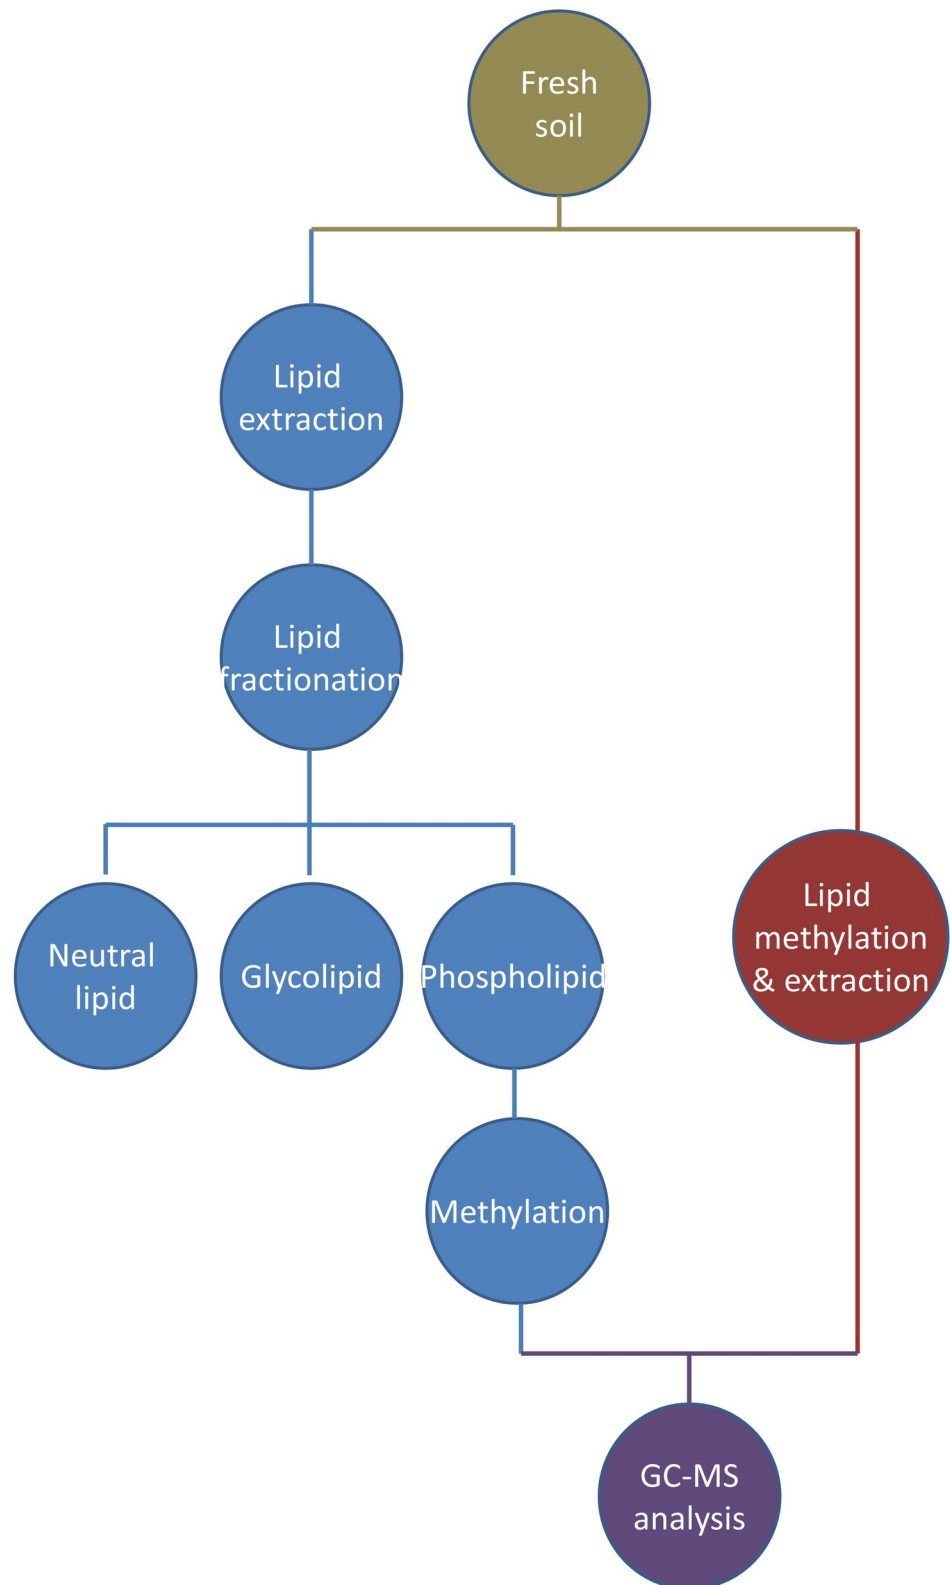 Fresh
soil
Lipid
extraction
Lipid
fractionation
Neutral
lipid
Glycolipid
Phospholipid
Lipid
methylation
& extraction
Methylation
GC-MS
analysis